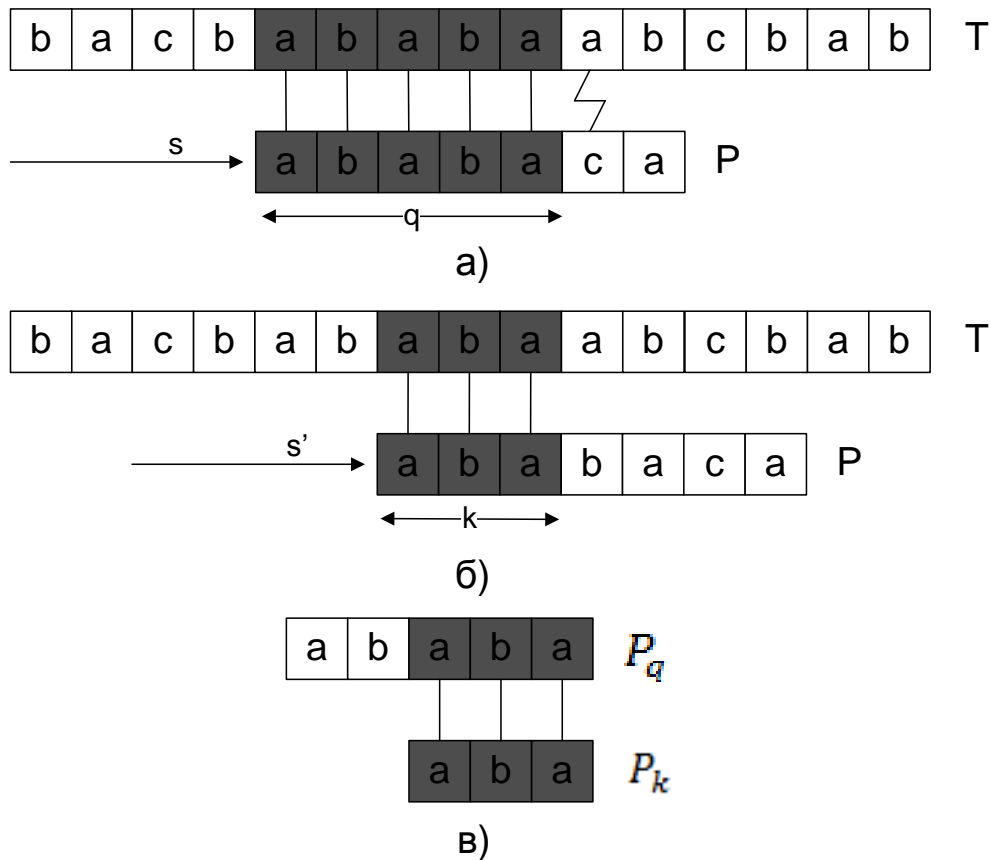 b a c b a b a b a a b c b a b T
s a b a b a c a P
q
а)
b a c b a b a b a a b c b a b T
s’ a b a b a c a P
k
б)
a b a b a P_q
a b a P_k
в)